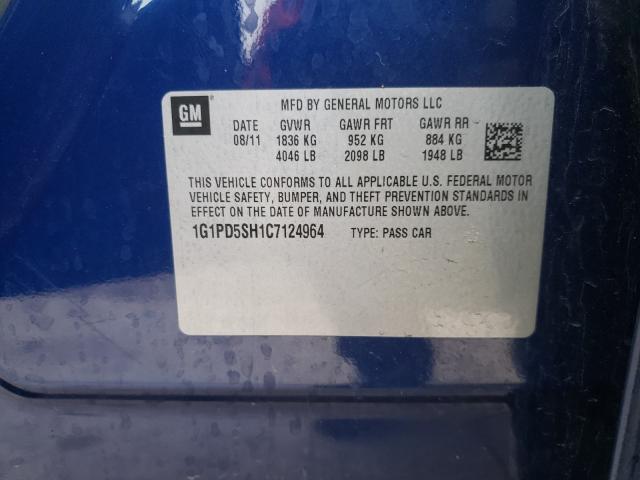 GM
MFD BY GENERAL MOTORS LLC
DATE GVWR GAWR FRT GAWR RR
08/11 1836 KG 952 KG 884 KG
4046 LB 2098 LB 1948 LB
THIS VEHICLE CONFORMS TO ALL APPLICABLE U.S. FEDERAL MOTOR
VEHICLE SAFETY, BUMPER, AND THEFT PREVENTION STANDARDS IN
EFFECT ON THE DATE OF MANUFACTURE SHOWN ABOVE.
1G1PD5SH1C7124964 TYPE: PASS CAR